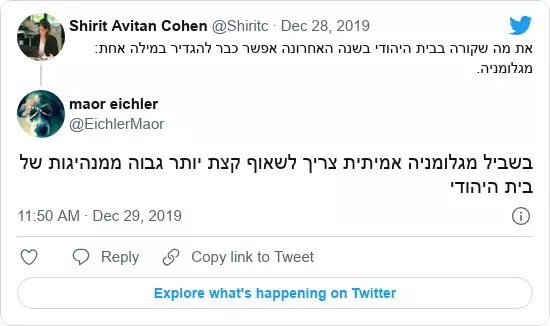 Shirit Avitan Cohen @Shiritc · Dec 28, 2019
את מה שקורה בבית היהודי בשנה האחרונה אפשר כבר להגדיר במילה אחת:
מגלומניה.
maor eichler
@EichlerMaor
בשביל מגלומניה אמיתית צריך לשאוף קצת יותר גבוה ממנהיגות של
בית היהודי
11:50 AM · Dec 29, 2019
Reply Copy link to Tweet
Explore what's happening on Twitter